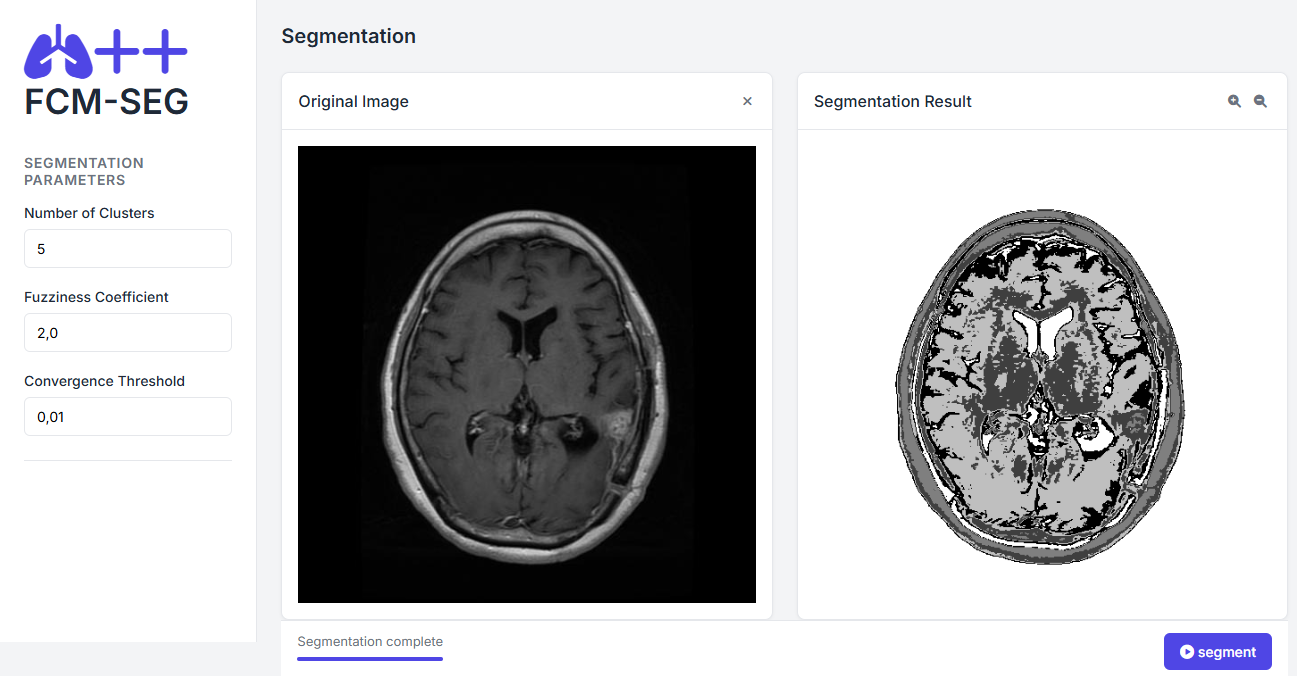 ++
FCM-SEG
SEGMENTATION
PARAMETERS
Number of Clusters
5
Fuzziness Coefficient
2,0
Convergence Threshold
0,01
Segmentation
Original Image
×
Segmentation Result
Segmentation complete
segment